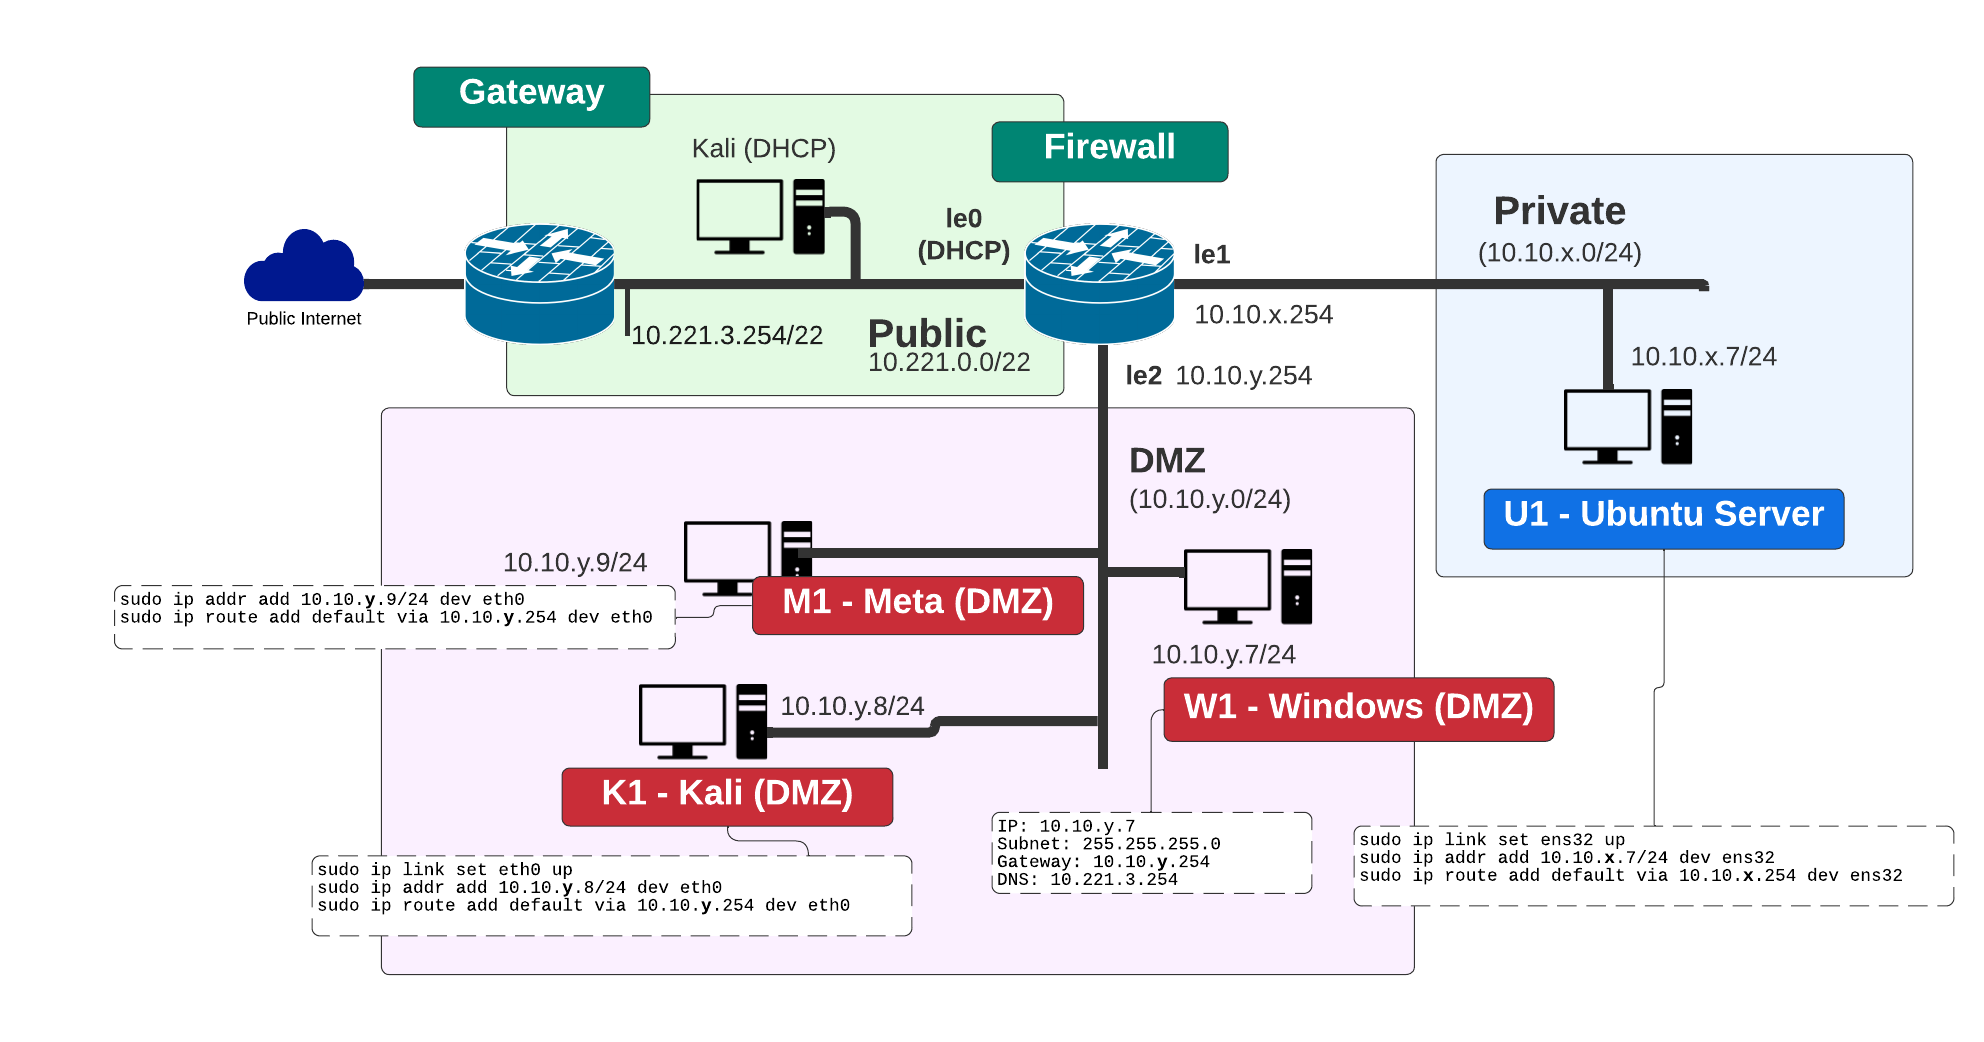 Gateway
Kali (DHCP)
Firewall
le0
(DHCP)
le1
Private
(10.10.x.0/24)
Public Internet
10.221.3.254/22
Public
10.221.0.0/22
10.10.x.254
10.10.x.7/24
le2 10.10.y.254
DMZ
(10.10.y.0/24)
U1 - Ubuntu Server
10.10.y.9/24
sudo ip addr add 10.10.y.9/24 dev eth0
sudo ip route add default via 10.10.y.254 dev eth0
M1 - Meta (DMZ)
10.10.y.7/24
W1 - Windows (DMZ)
10.10.y.8/24
K1 - Kali (DMZ)
sudo ip link set eth0 up
sudo ip addr add 10.10.y.8/24 dev eth0
sudo ip route add default via 10.10.y.254 dev eth0
IP: 10.10.y.7
Subnet: 255.255.255.0
Gateway: 10.10.y.254
DNS: 10.221.3.254
sudo ip link set ens32 up
sudo ip addr add 10.10.x.7/24 dev ens32
sudo ip route add default via 10.10.x.254 dev ens32